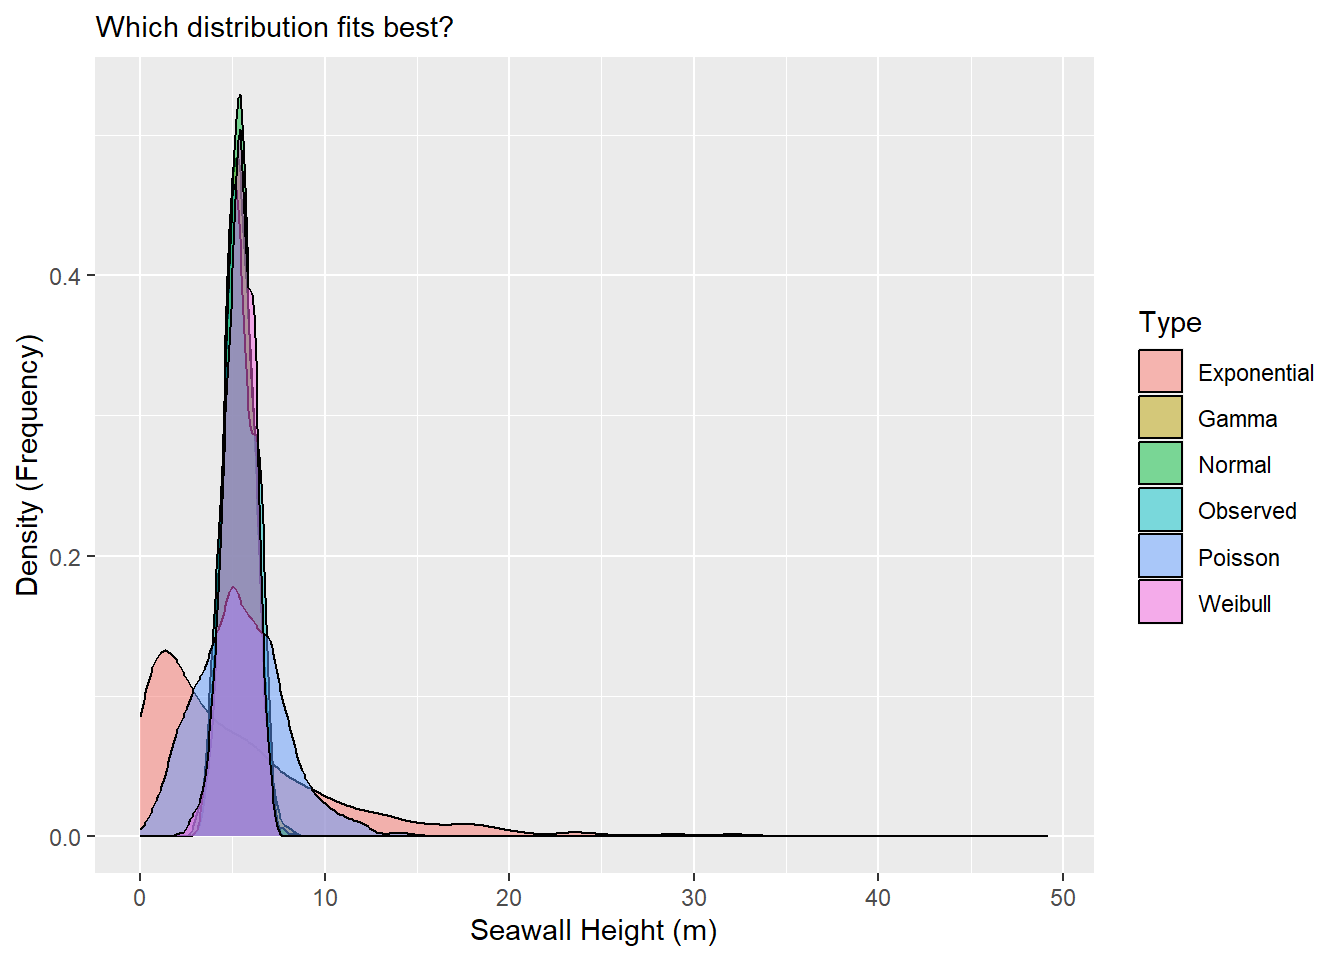 Which distribution fits best?
Density (Frequency)
0.4
0.2
0.0
0 10 20 30 40 50
Seawall Height (m)
Type
Exponential
Gamma
Normal
Observed
Poisson
Weibull